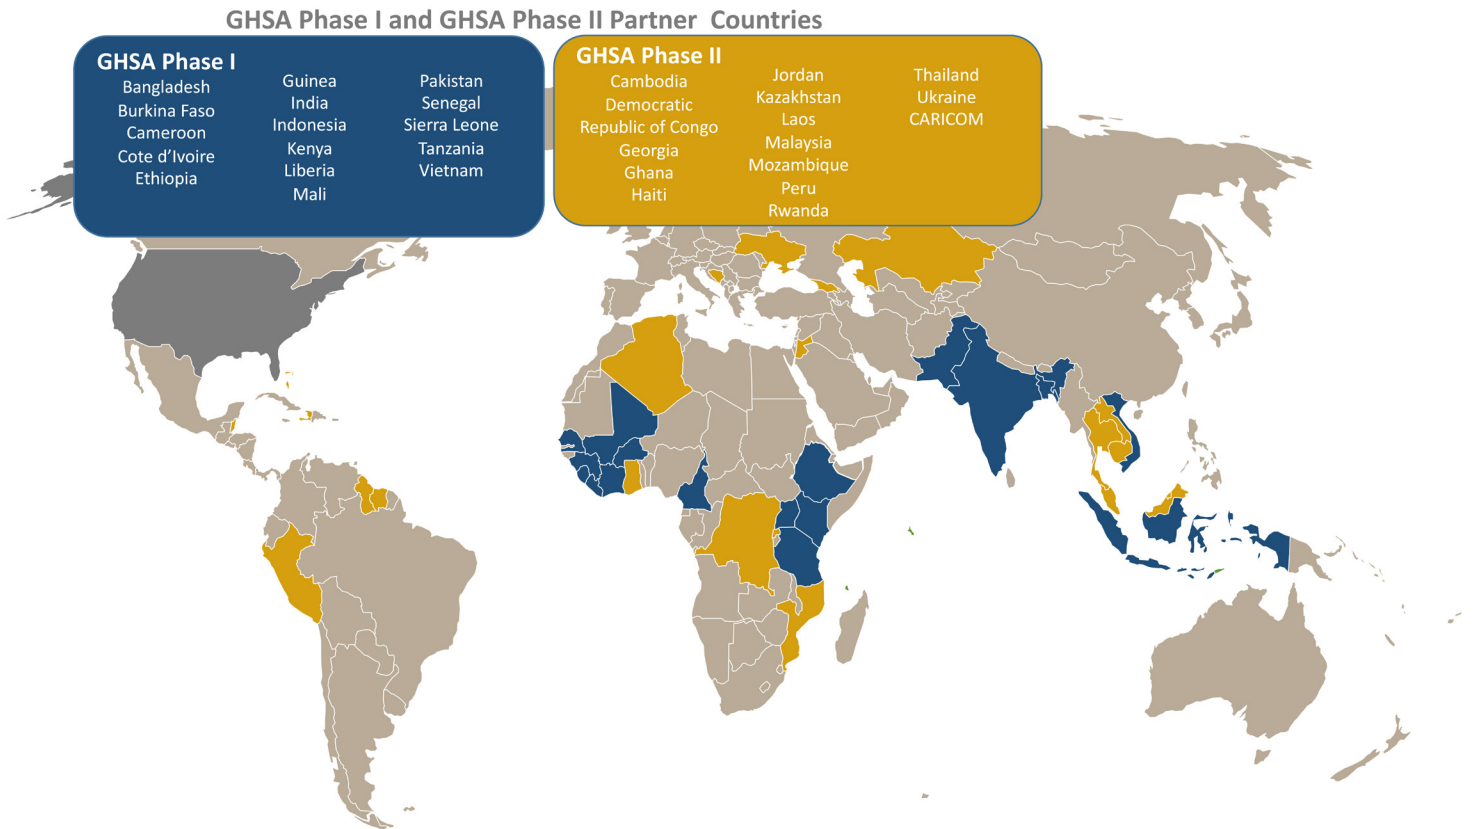 GHSA Phase I and GHSA Phase II Partner Countries
GHSA Phase I
Bangladesh
Burkina Faso
Cameroon
Cote d’Ivoire
Ethiopia
Guinea
India
Indonesia
Kenya
Liberia
Mali
Pakistan
Senegal
Sierra Leone
Tanzania
Vietnam
GHSA Phase II
Cambodia
Democratic
Republic of Congo
Georgia
Ghana
Haiti
Jordan
Kazakhstan
Laos
Malaysia
Mozambique
Peru
Rwanda
Thailand
Ukraine
CARICOM